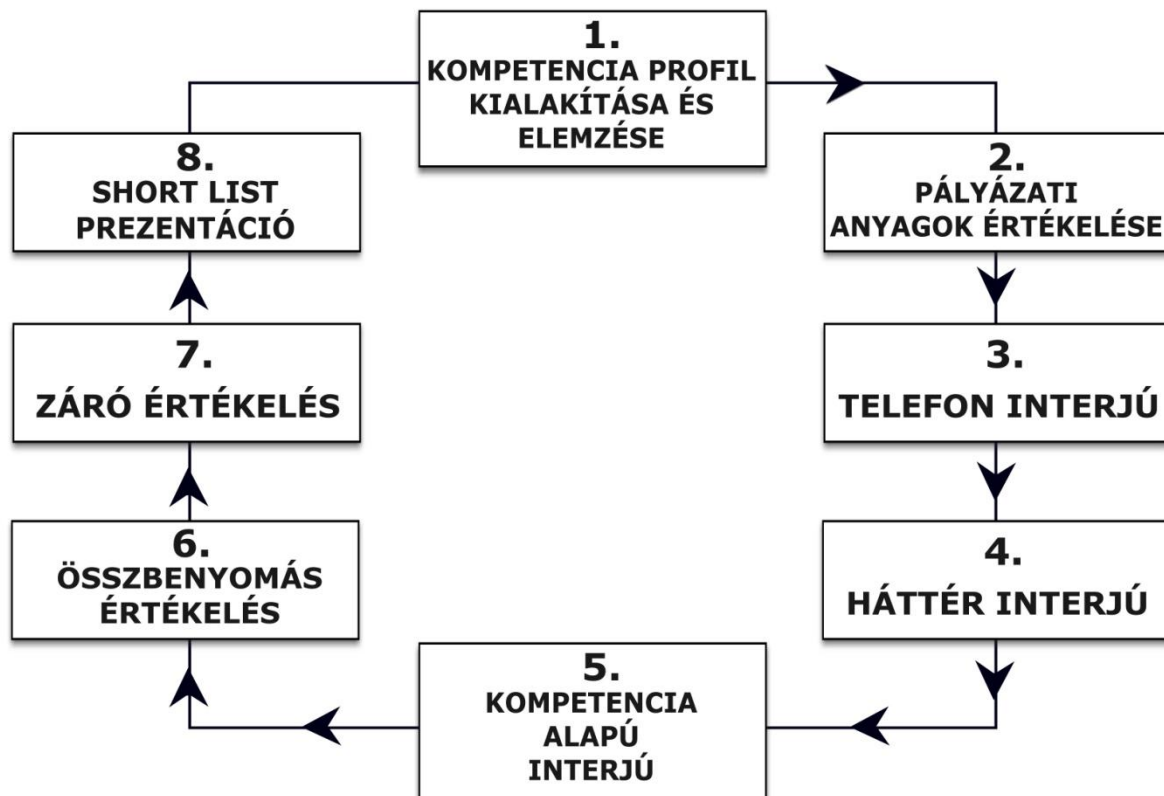 1.
KOMPETENCIA PROFIL
KIALAKÍTÁSA ÉS
ELEMZÉSE
2.
PÁLYÁZATI
ANYAGOK ÉRTÉKELÉSE
3.
TELEFON INTERJÚ
4.
HÁTTÉR INTERJÚ
5.
KOMPETENCIA
ALAPÚ
INTERJÚ
6.
ÖSSZBENYOMÁS
ÉRTÉKELÉS
7.
ZÁRÓ ÉRTÉKELÉS
8.
SHORT LIST
PREZENTÁCIÓ